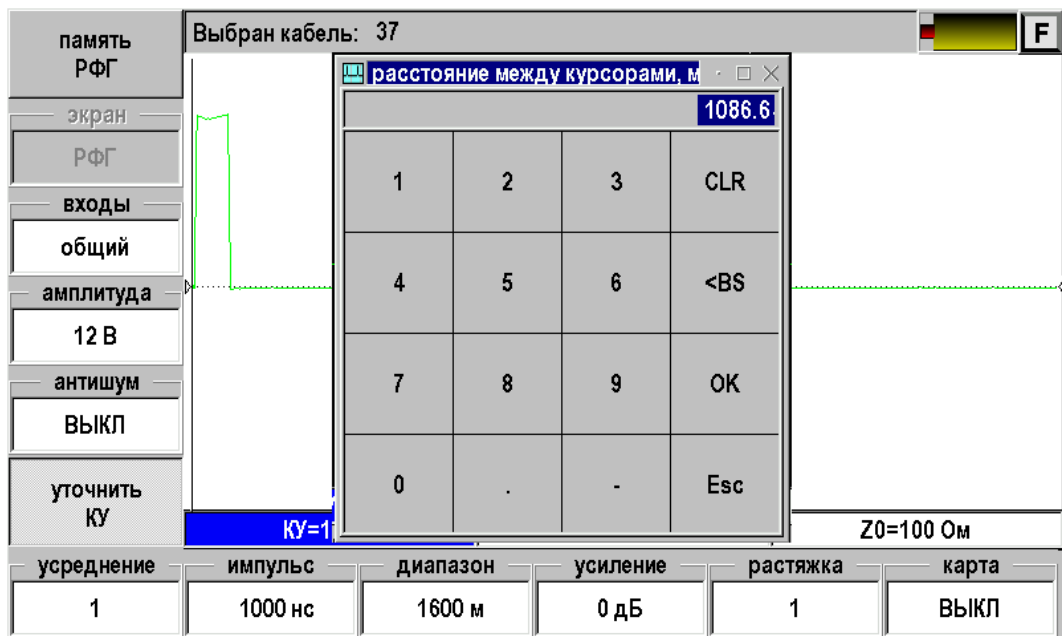 память
РФГ
Выбран кабель: 37
F
экран
РФГ
входы
общий
амплитуда
12 В
антишум
ВЫКЛ
уточнить
КУ
расстояние между курсорами, м
1086.6
1 2 3 CLR
4 5 6 <BS
7 8 9 OK
0 . - Esc
КУ=1
Z0=100 Ом
усреднение
1
импульс
1000 нс
диапазон
1600 м
усиление
0 дБ
растяжка
1
карта
ВЫКЛ